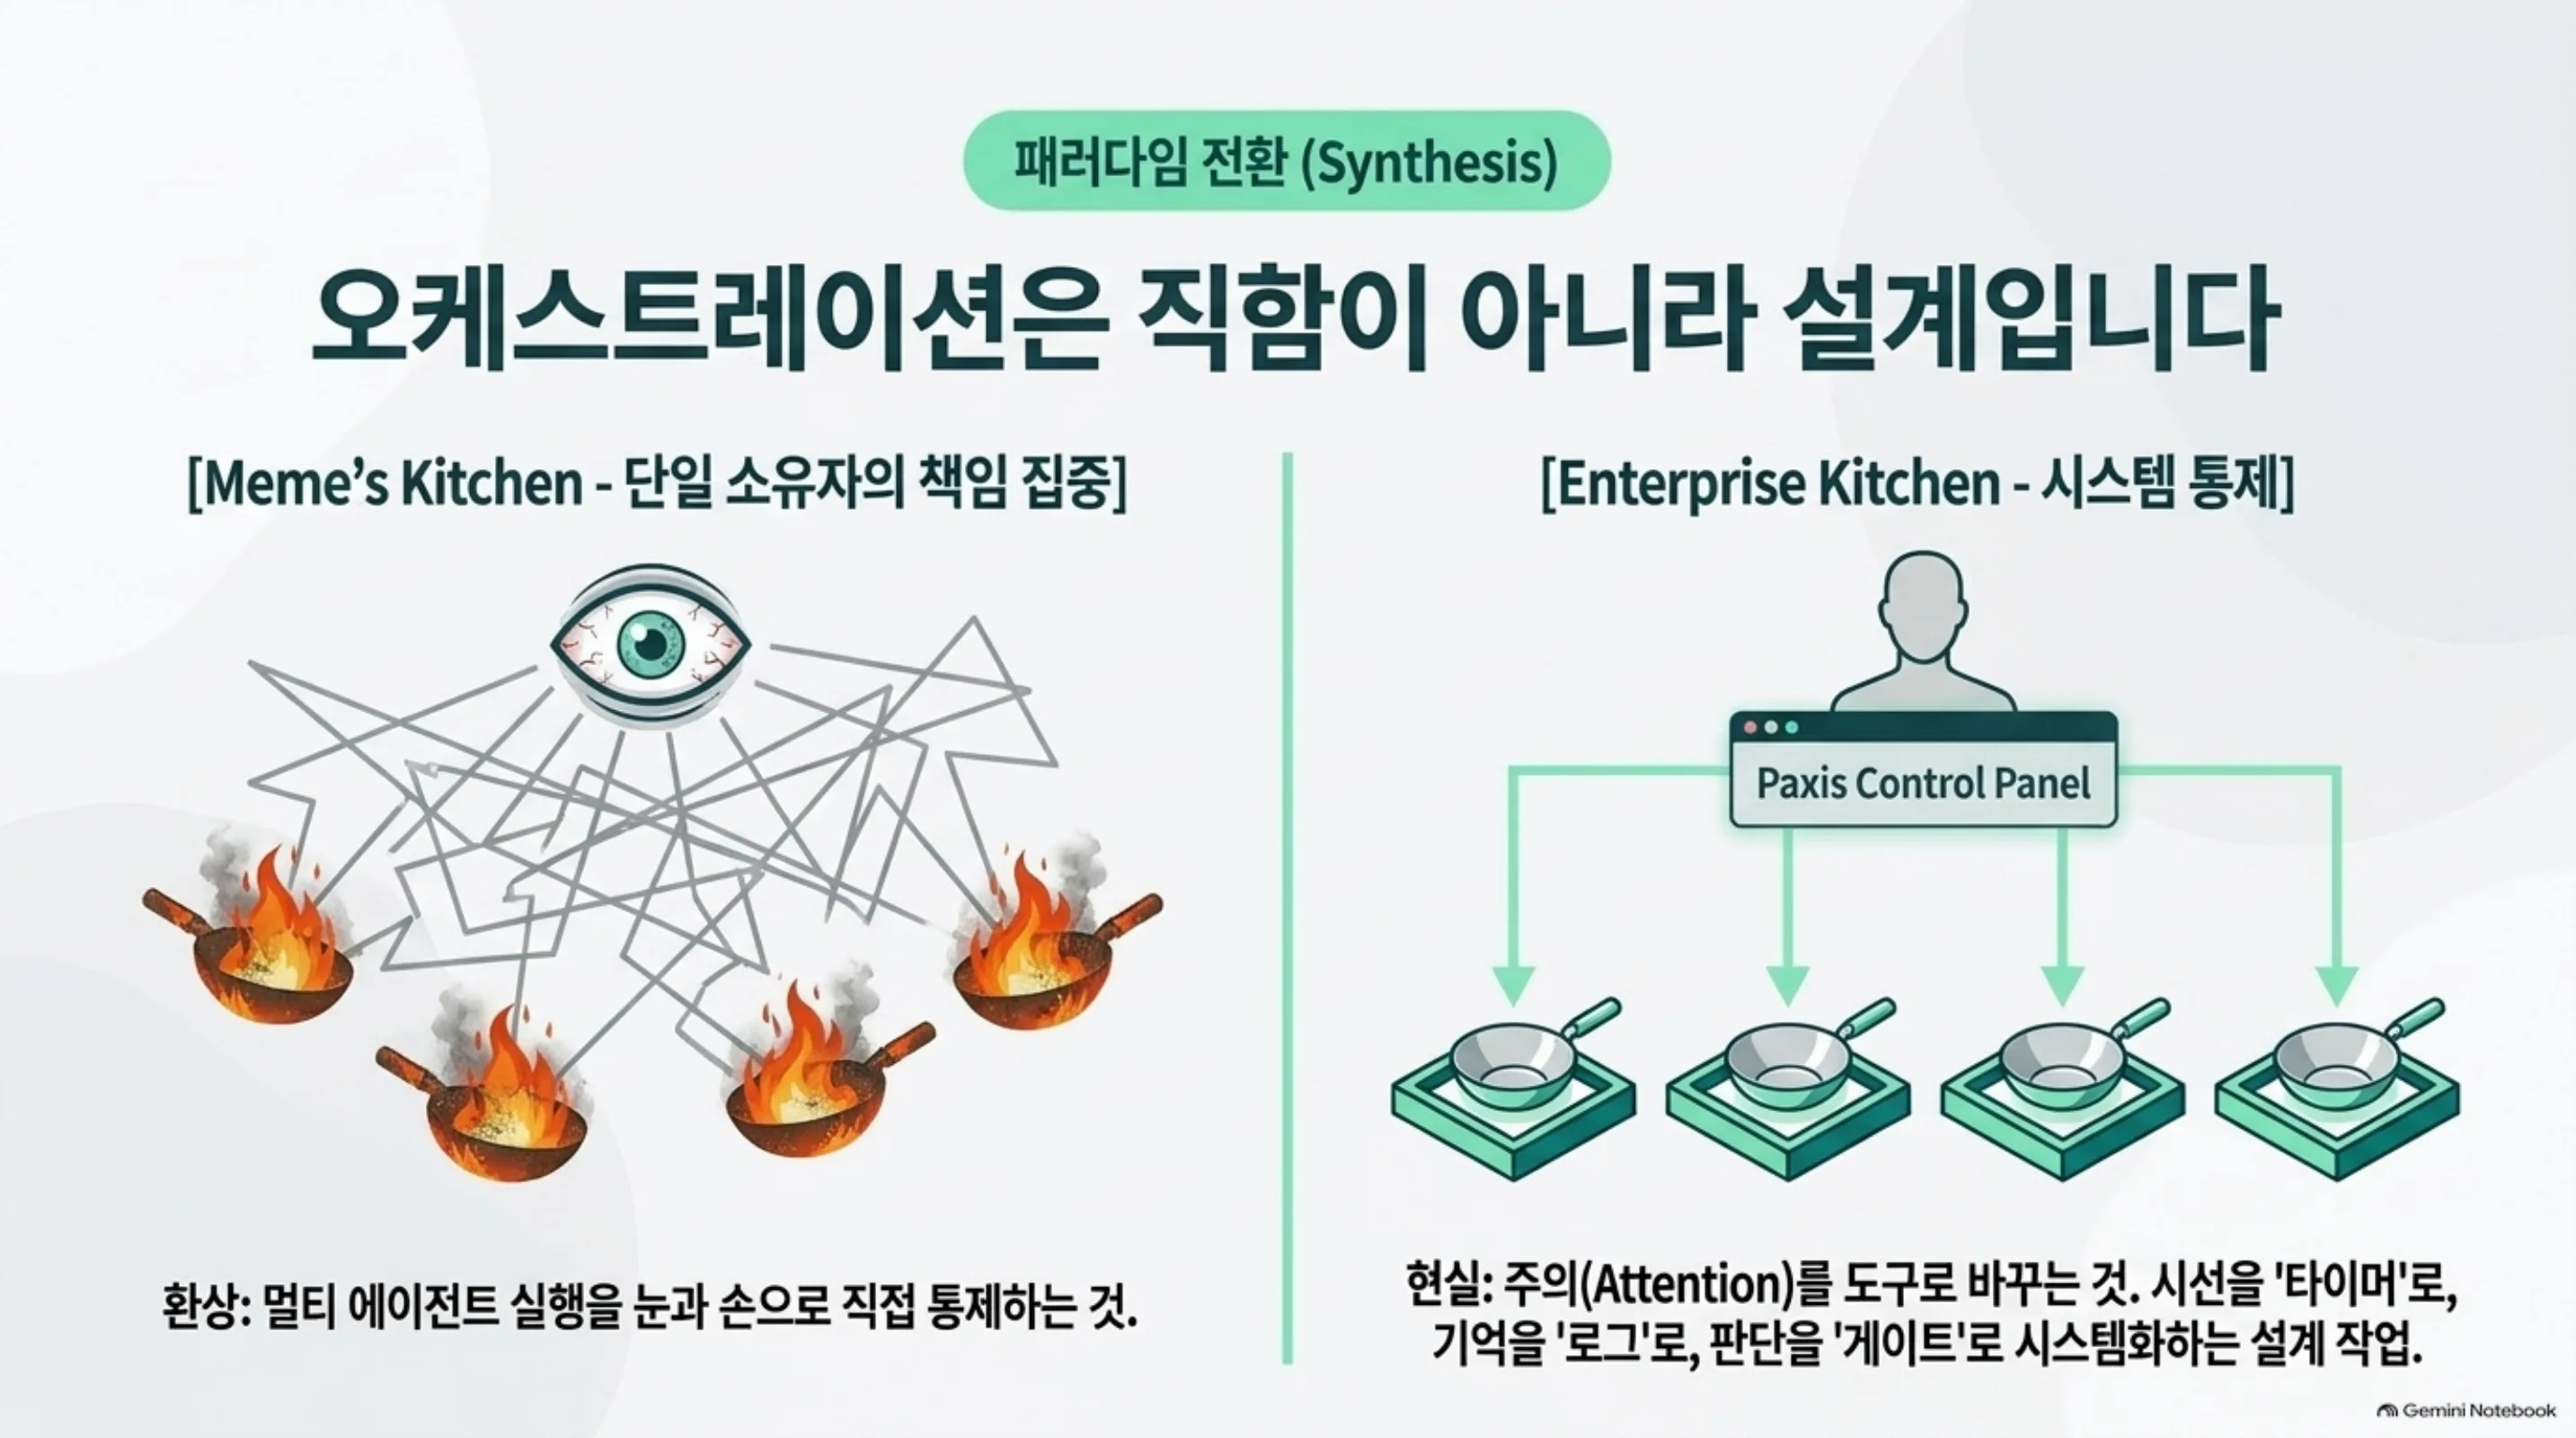 패러다임 전환 (Synthesis)
오케스트레이션은 직함이 아니라 설계입니다
[Meme’s Kitchen - 단일 소유자의 책임 집중]
[Enterprise Kitchen - 시스템 통제]
Paxis Control Panel
환상: 멀티 에이전트 실행을 눈과 손으로 직접 통제하는 것.
현실: 주의(Attention)를 도구로 바꾸는 것. 시선을 '타이머'로,
기억을 '로그'로, 판단을 '게이트'로 시스템화하는 설계 작업.
Gemini Notebook